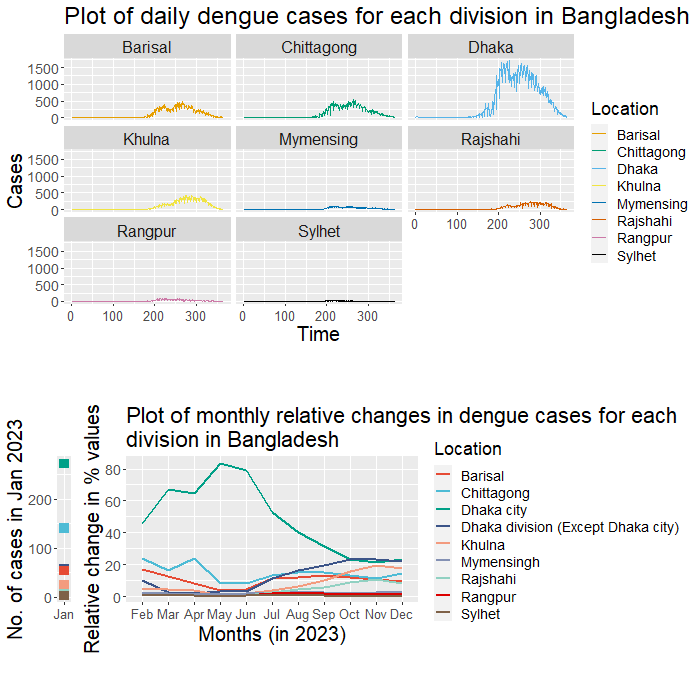 Plot of daily dengue cases for each division in Bangladesh
Barisal
Chittagong
Dhaka
1500
1000
500
0
Khulna
Mymensing
Rajshahi
1500
1000
500
0
Rangpur
Sylhet
1500
1000
500
0
0 100 200 300
0 100 200 300
0 100 200 300
Cases
Time
Location
Barisal
Chittagong
Dhaka
Khulna
Mymensing
Rajshahi
Rangpur
Sylhet
No. of cases in Jan 2023
200
100
0
Jan
Plot of monthly relative changes in dengue cases for each
division in Bangladesh
Relative change in % values
80
60
40
20
0
Feb Mar Apr May Jun Jul Aug Sep Oct Nov Dec
Months (in 2023)
Location
Barisal
Chittagong
Dhaka city
Dhaka division (Except Dhaka city)
Khulna
Mymensingh
Rajshahi
Rangpur
Sylhet